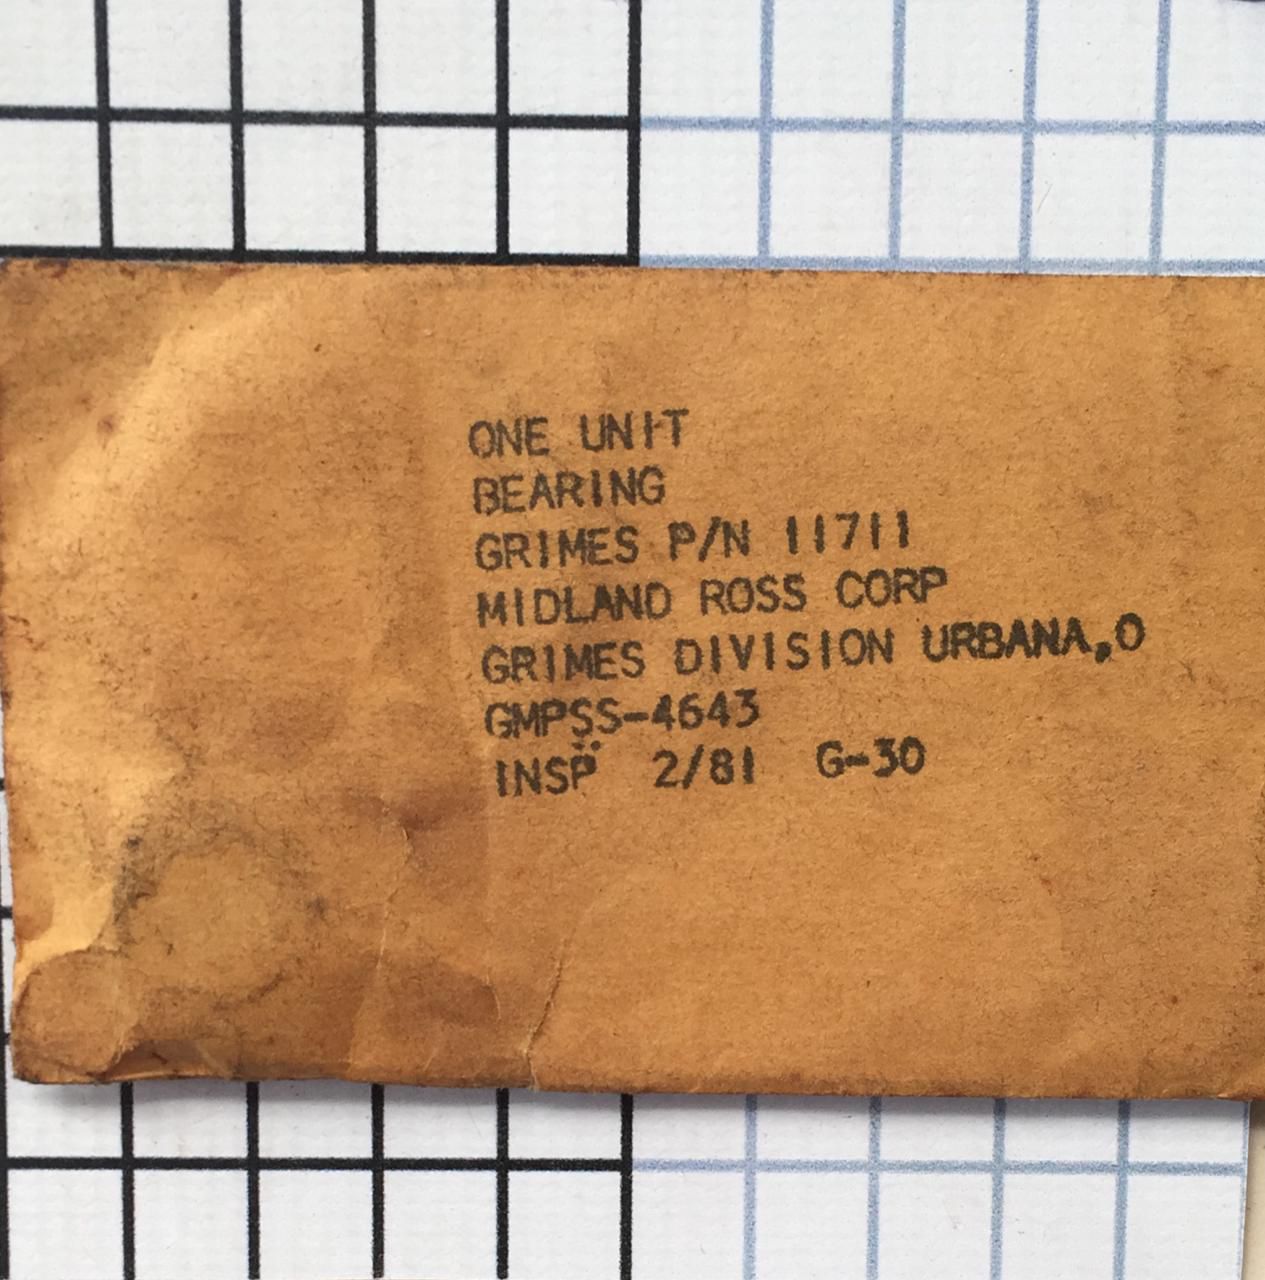 ONE UNIT
BEARING
GRIMES P/N 11711
MIDLAND ROSS CORP
GRIMES DIVISION URBANA,O
GMPSS-4643
INSP 2/81 G-30